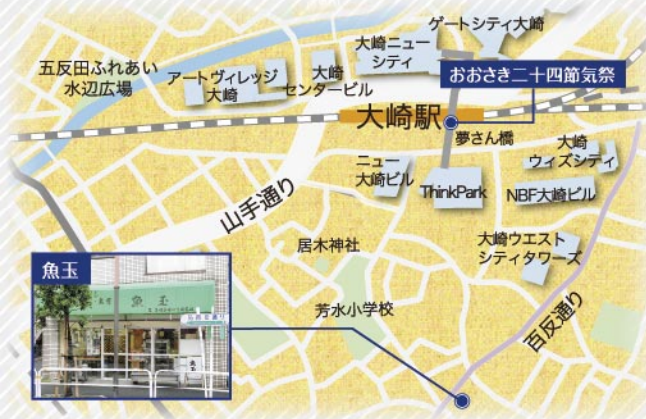 ゲートシティ大崎
大崎ニュー
シティ
五反田ふれあい
水辺広場
アートヴィレッジ
大崎
大崎
センタービル
おおさき二十四節気祭
大崎駅
夢さん橋
大崎
ウィズシティ
ニュー
大崎ビル
ThinkPark
NBF大崎ビル
山手通り
居木神社
大崎ウエスト
シティタワーズ
魚玉
魚玉
芳水小学校
百反通り